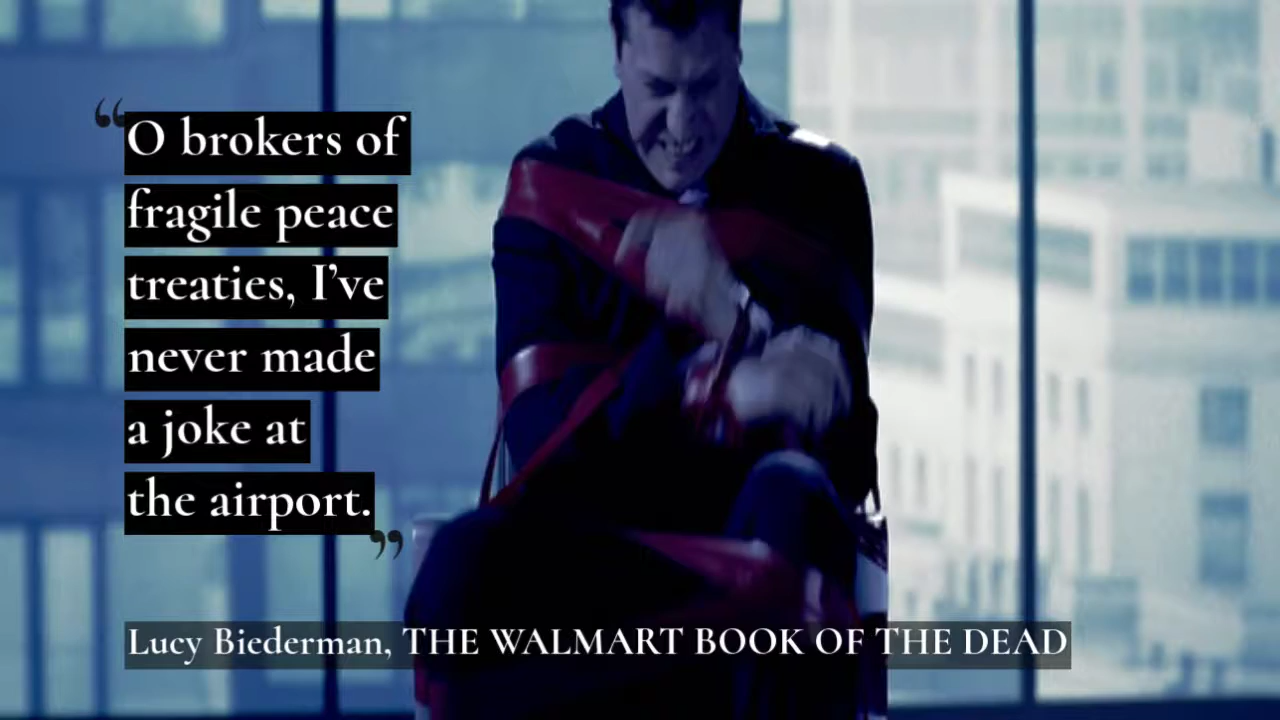 “O brokers of
fragile peace
treaties, I’ve
never made
a joke at
the airport.”
Lucy Biederman, THE WALMART BOOK OF THE DEAD